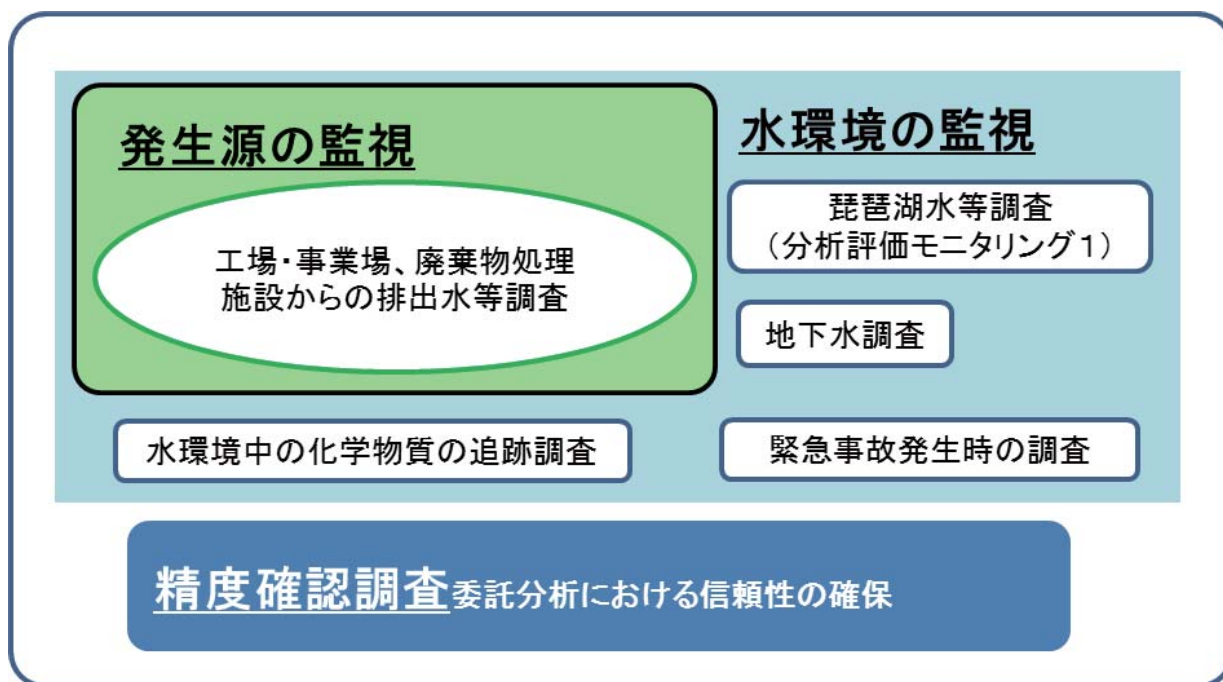 発生源の監視
工場・事業場、廃棄物処理
施設からの排出水等調査
水環境の監視
琵琶湖水等調査
（分析評価モニタリング１）
地下水調査
水環境中の化学物質の追跡調査
緊急事故発生時の調査
精度確認調査委託分析における信頼性の確保